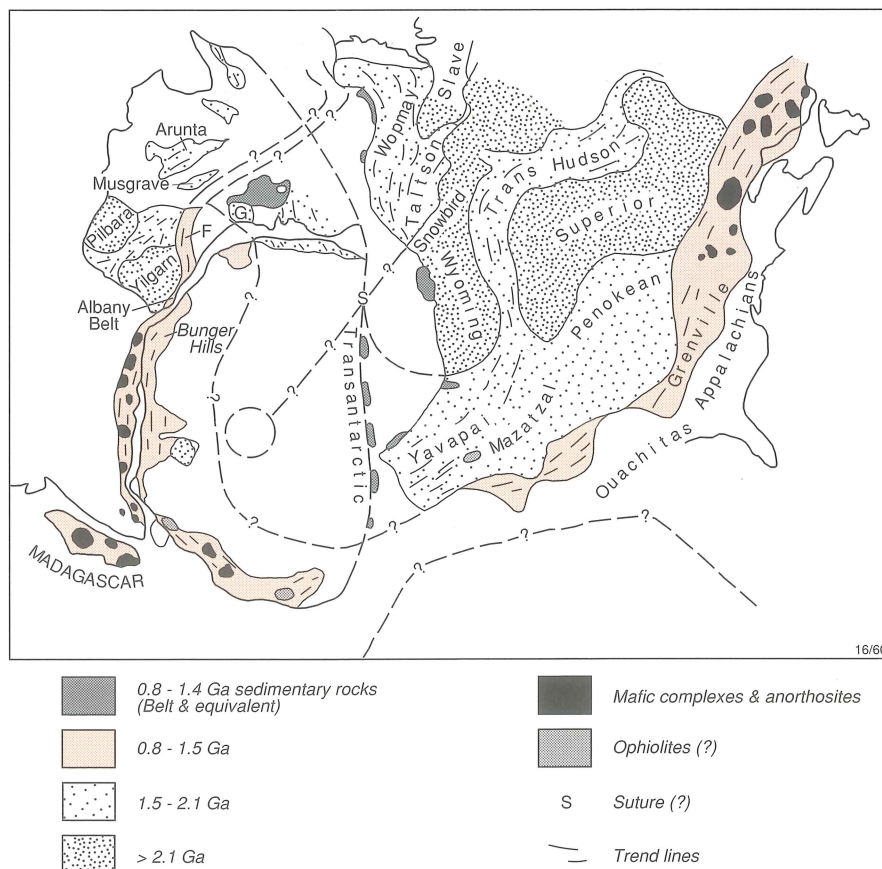 Arunta
Musgrave
Pilbara
Yilgarn
F
G
Albany
Belt
Bunger
Hills
MADAGASCAR
Wopmay
Slave
Taltson
Snowbird
Wyoming
Trans Hudson
Superior
Penokean
Yavapai
Mazatzal
Grenville
Appalachians
Ouachitas
S
Transantarctic
?
?
?
?
?
?
?
?
?
?
?
?
?
?
16/60
0.8 - 1.4 Ga sedimentary rocks
(Belt & equivalent)
0.8 - 1.5 Ga
1.5 - 2.1 Ga
> 2.1 Ga
Mafic complexes & anorthosites
Ophiolites (?)
S Suture (?)
Trend lines